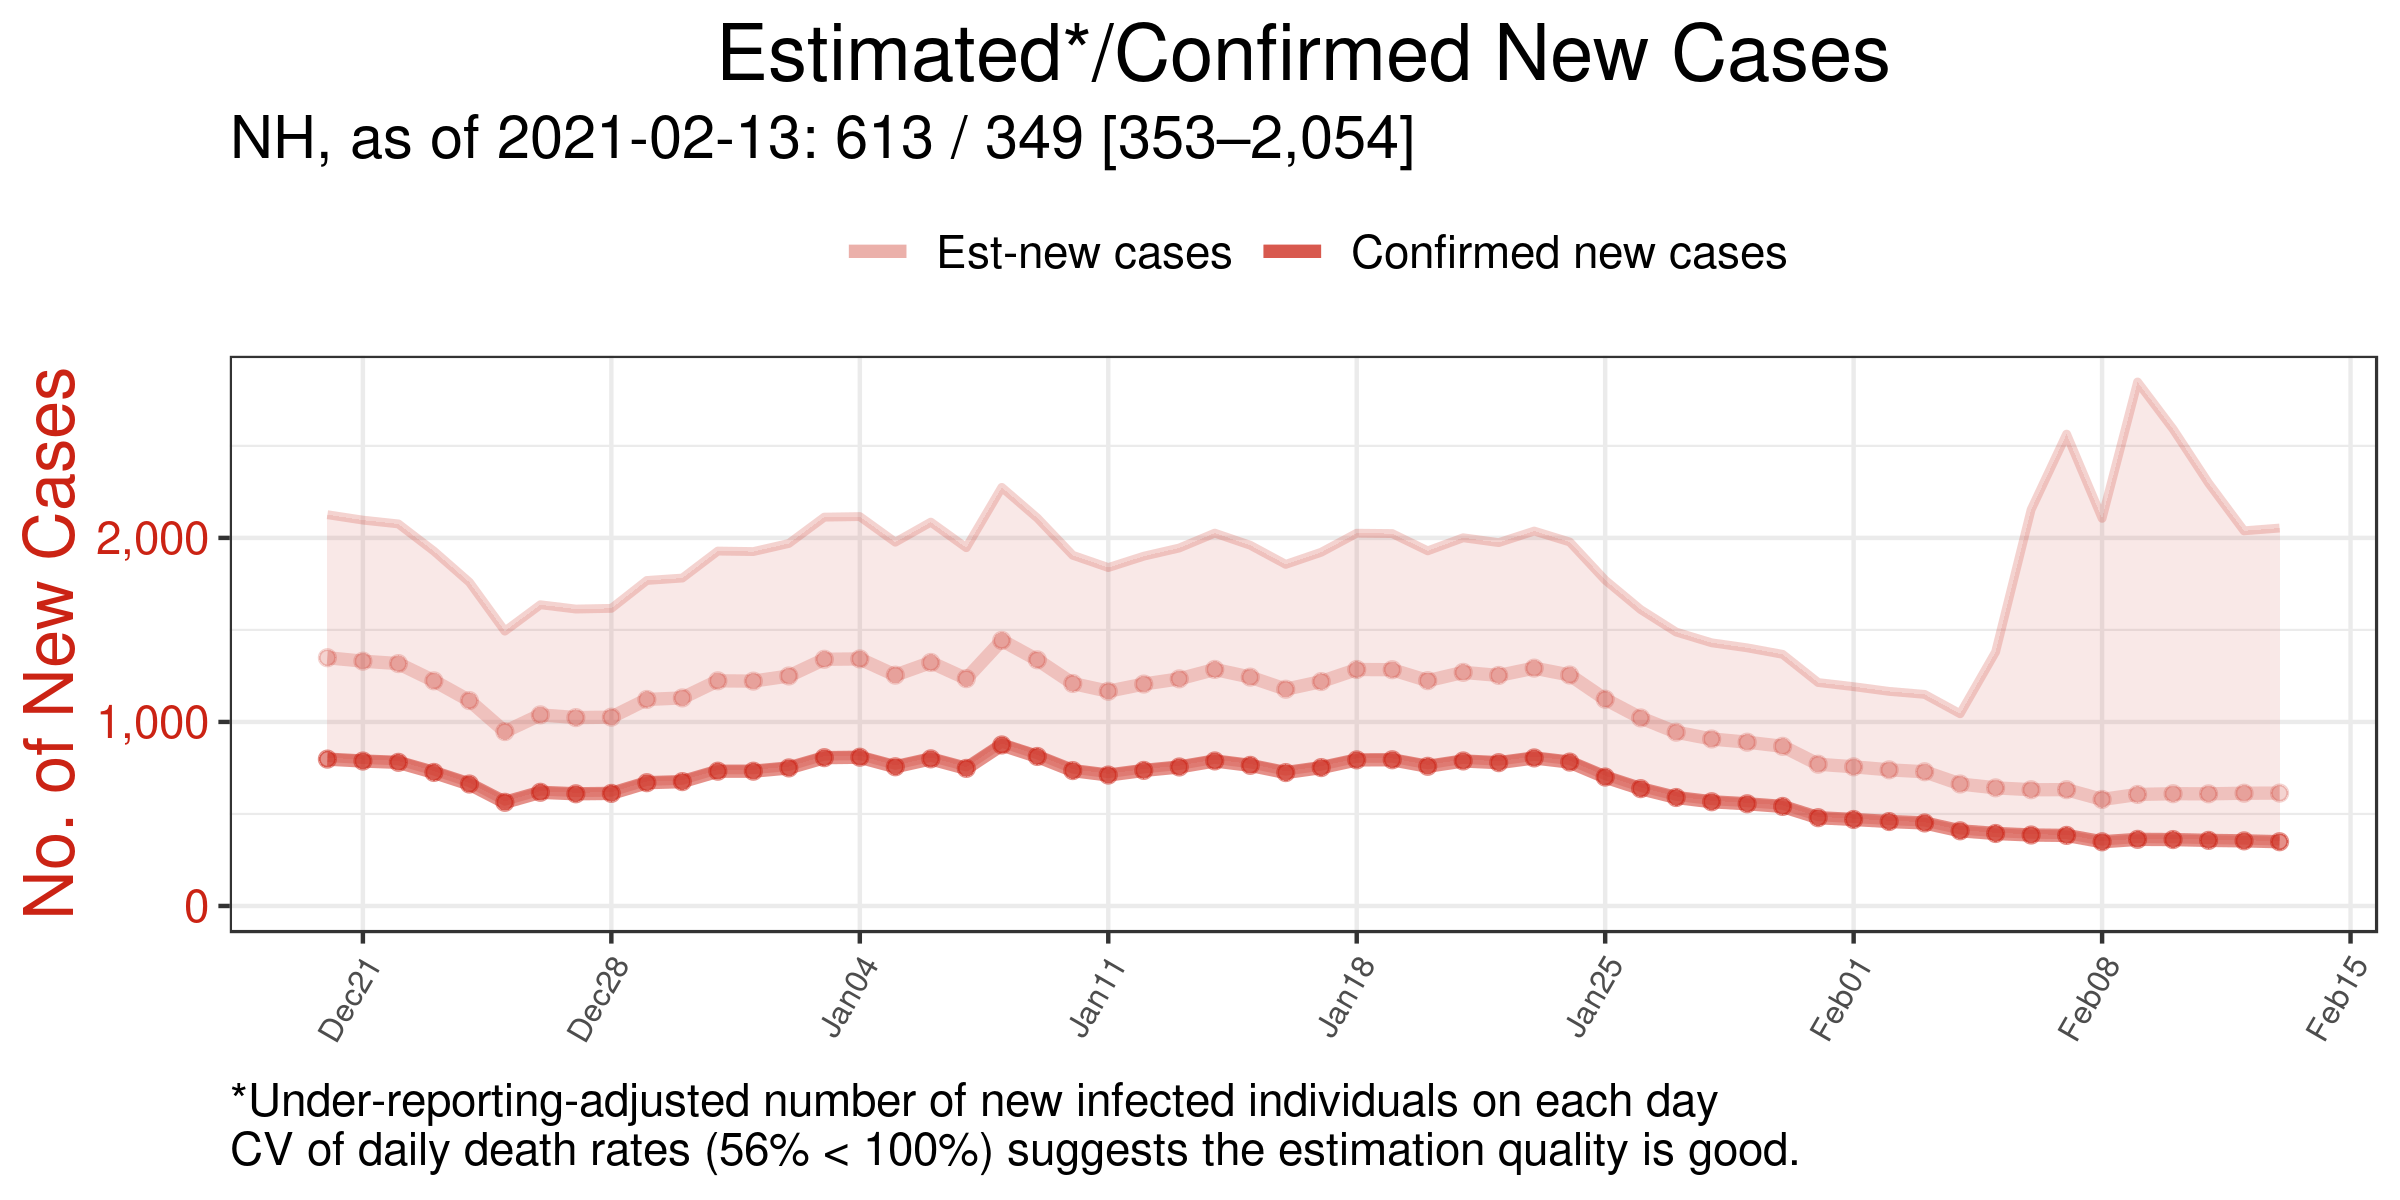 Estimated*/Confirmed New Cases
NH, as of 2021-02-13: 613 / 349 [353–2,054]
Est-new cases Confirmed new cases
No. of New Cases
2,000
1,000
0
Dec21 Dec28 Jan04 Jan11 Jan18 Jan25 Feb01 Feb08 Feb15
*Under-reporting-adjusted number of new infected individuals on each day
CV of daily death rates (56% < 100%) suggests the estimation quality is good.